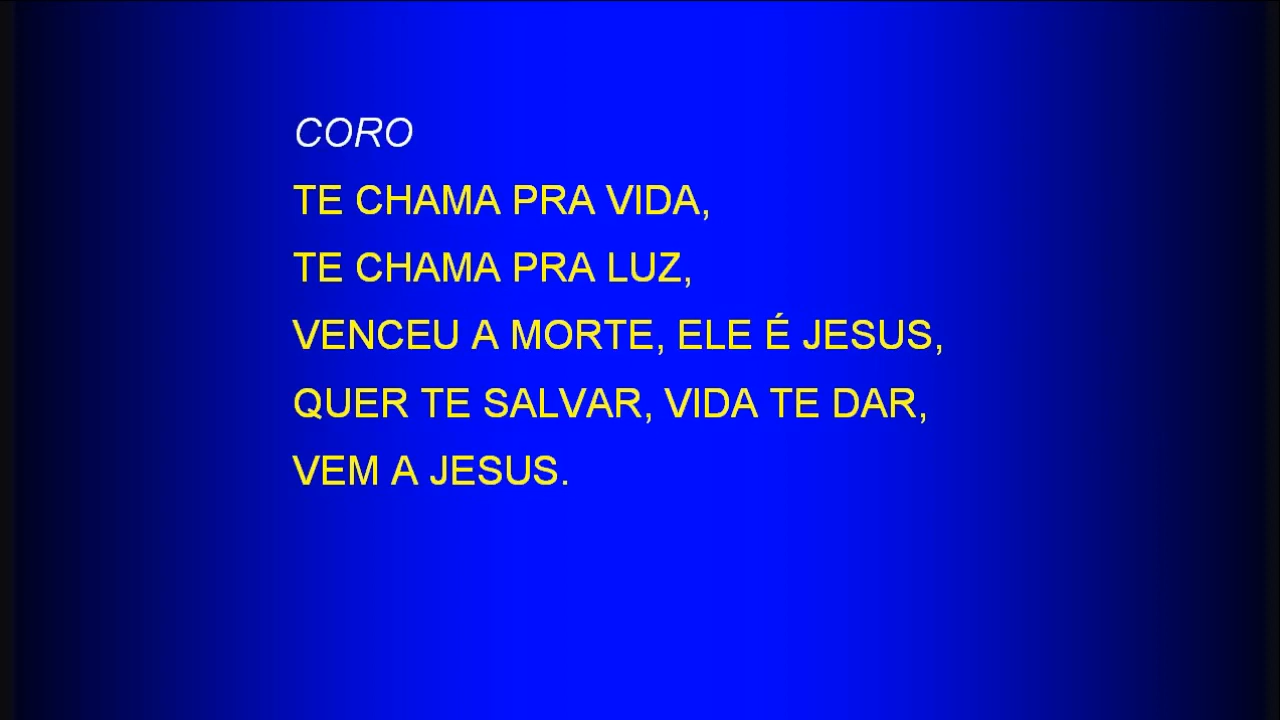 CORO
TE CHAMA PRA VIDA,
TE CHAMA PRA LUZ,
VENCEU A MORTE, ELE É JESUS,
QUER TE SALVAR, VIDA TE DAR,
VEM A JESUS.